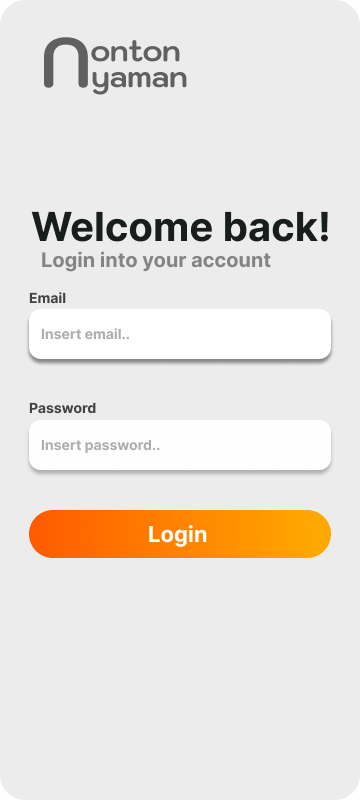 nonton
nyaman
Welcome back!
Login into your account
Email
Insert email..
Password
Insert password..
Login